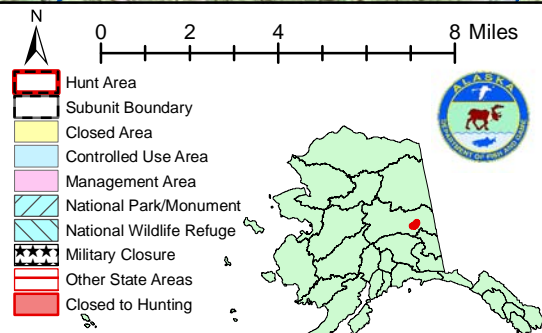 N
0 2 4 8 Miles
Hunt Area
Subunit Boundary
Closed Area
Controlled Use Area
Management Area
National Park/Monument
National Wildlife Refuge
Military Closure
Other State Areas
Closed to Hunting
ALASKA
DEPARTMENT OF FISH AND GAME